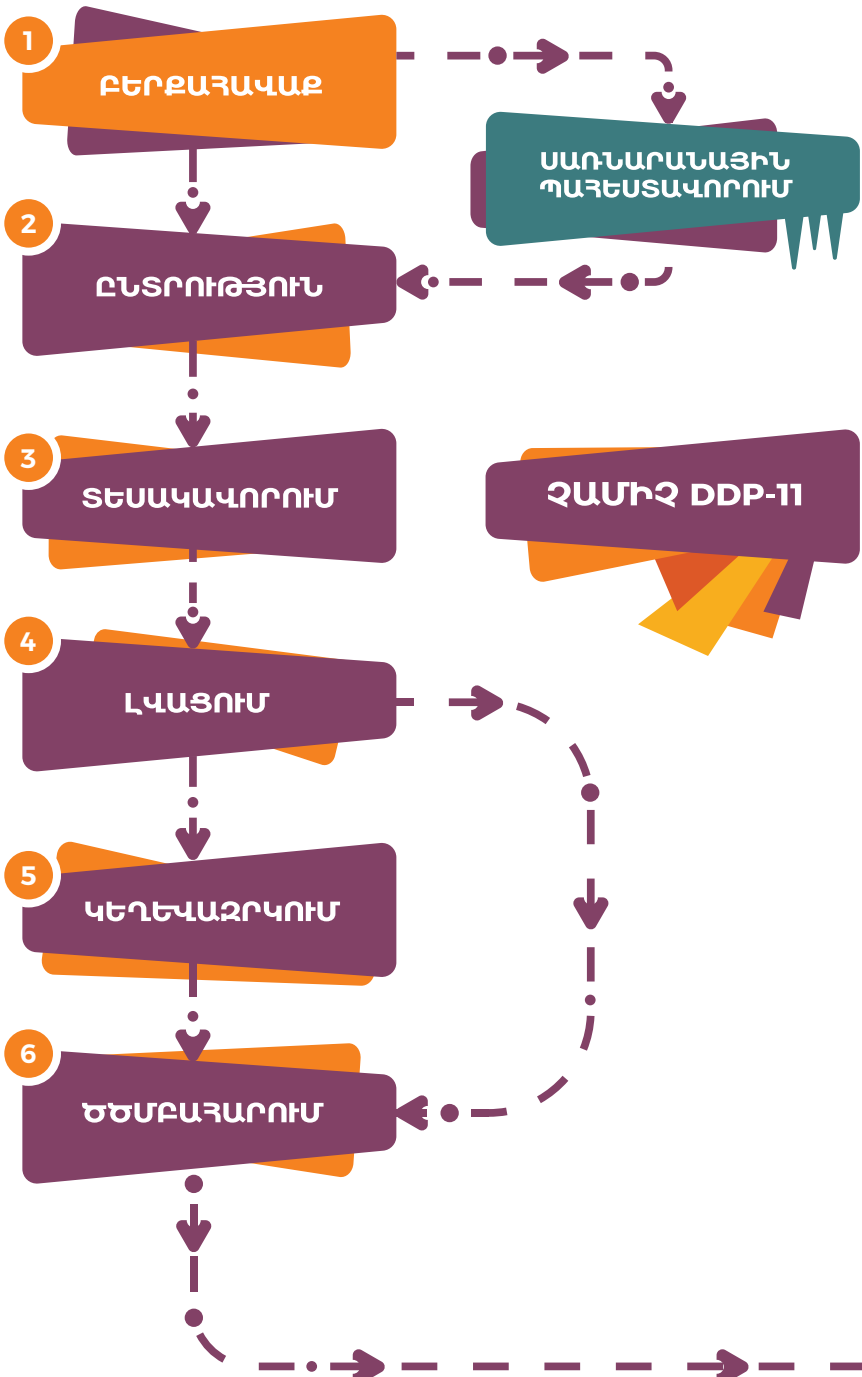 1
ԲԵՐՔԱՀԱՎԱՔ
ՍԱՌՆԱՐԱՆԱՅԻՆ
ՊԱՀԵՍՏԱՎՈՐՈՒՄ
2
ԸՆՏՐՈՒԹՅՈՒՆ
3
ՏԵՍԱԿԱՎՈՐՈՒՄ
ՉԱՄԻՉ DDP-11
4
ԼՎԱՑՈՒՄ
5
ԿԵՂԵՎԱԶՐԿՈՒՄ
6
ԾԾՄԲԱՀԱՐՈՒՄ